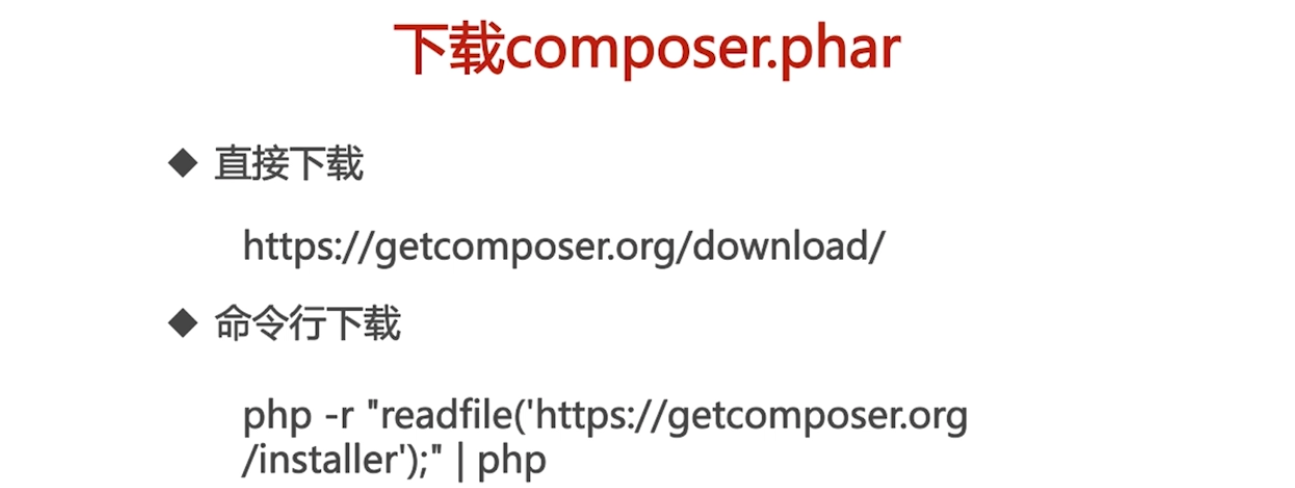 下载composer.phar
◆ 直接下载
https://getcomposer.org/download/
◆ 命令行下载
php -r "readfile('https://getcomposer.org
/installer');" | php